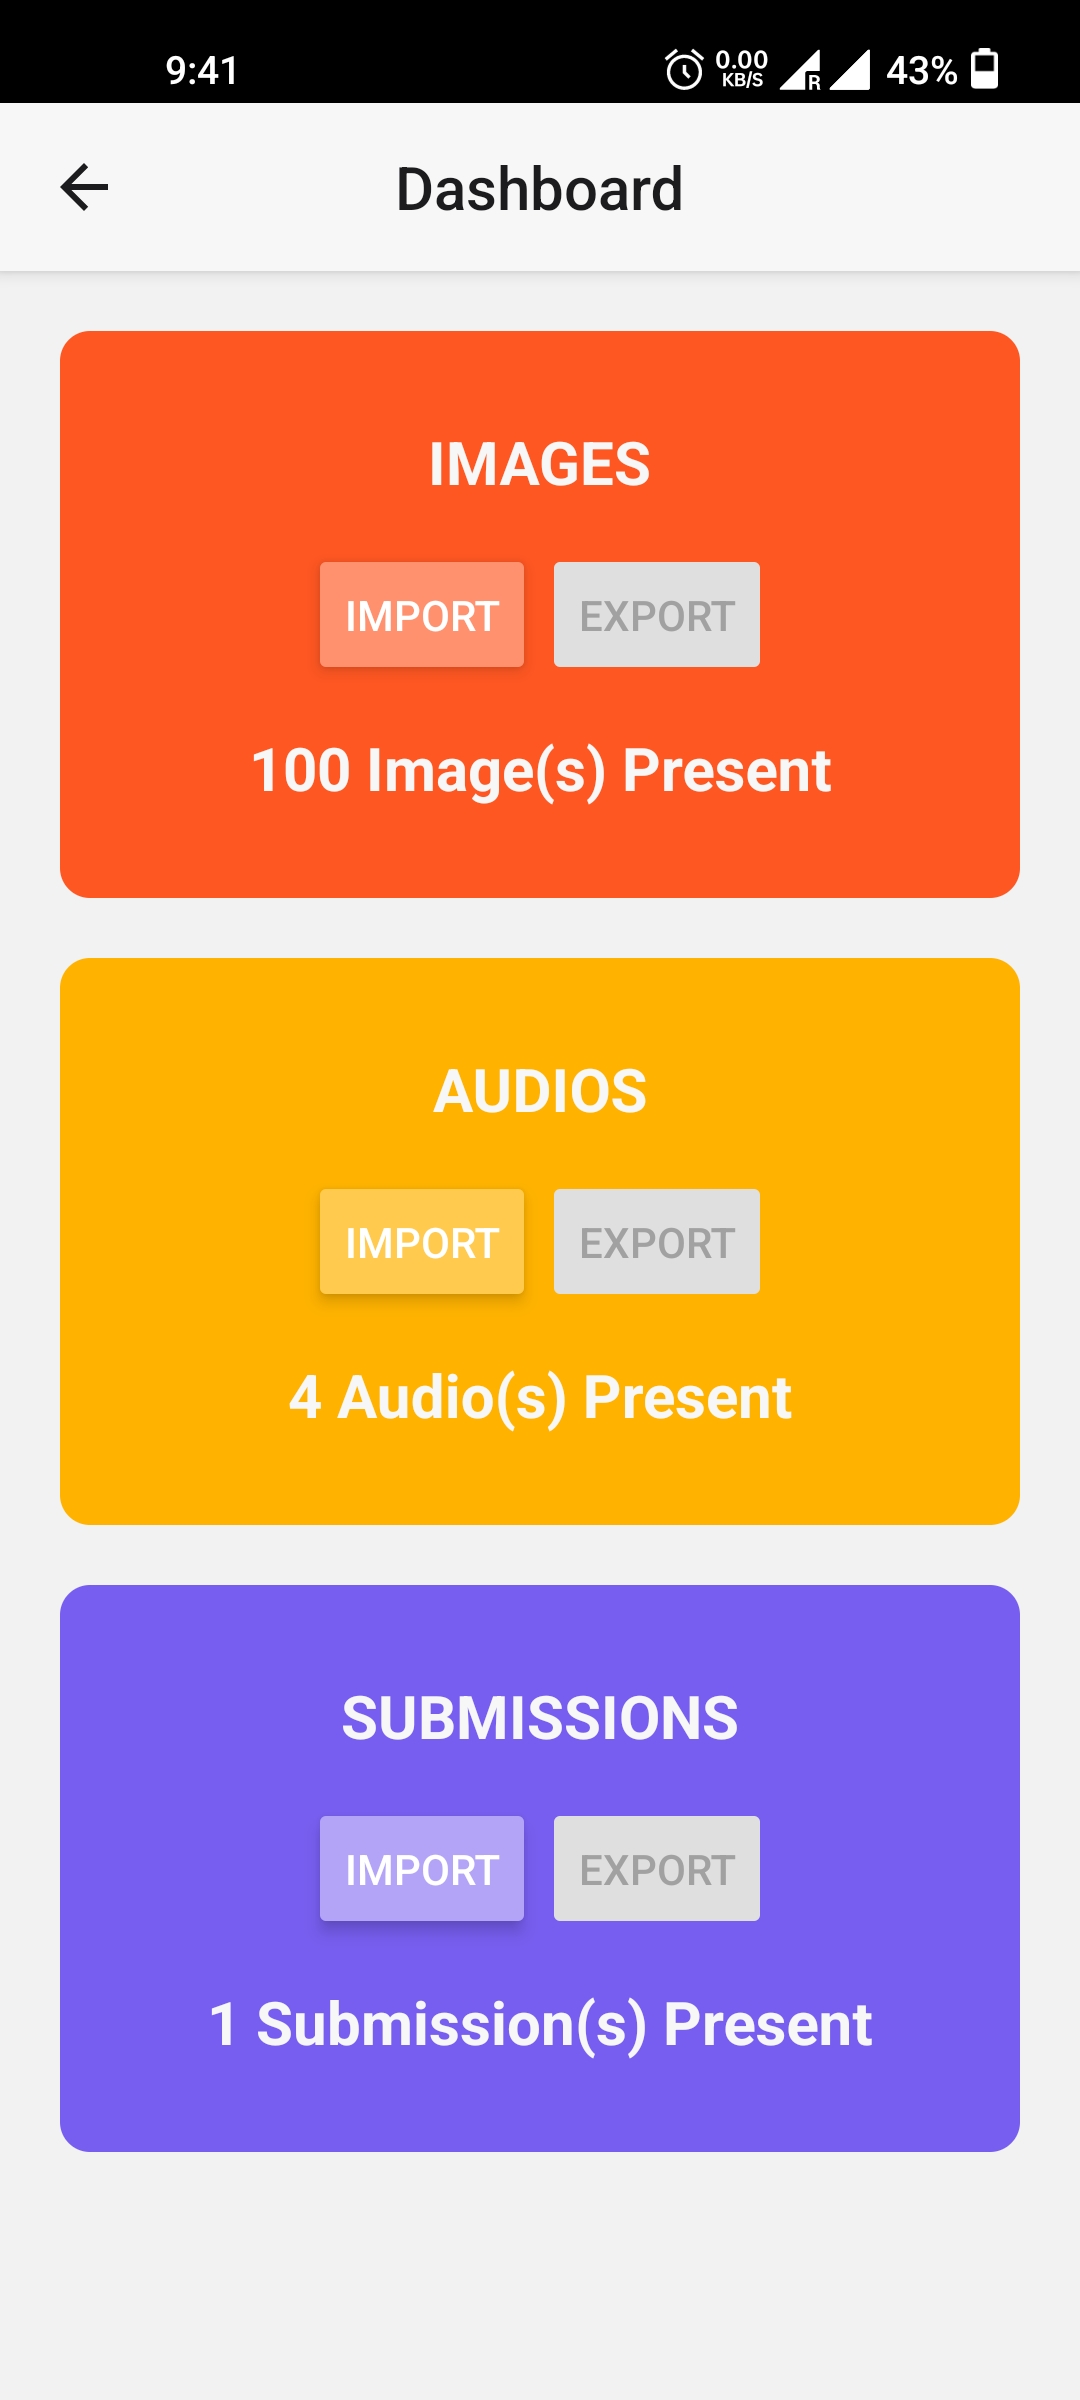 9:41 0.00 KB/S R 43%
Dashboard
IMAGES
IMPORT EXPORT
100 Image(s) Present
AUDIOS
IMPORT EXPORT
4 Audio(s) Present
SUBMISSIONS
IMPORT EXPORT
1 Submission(s) Present